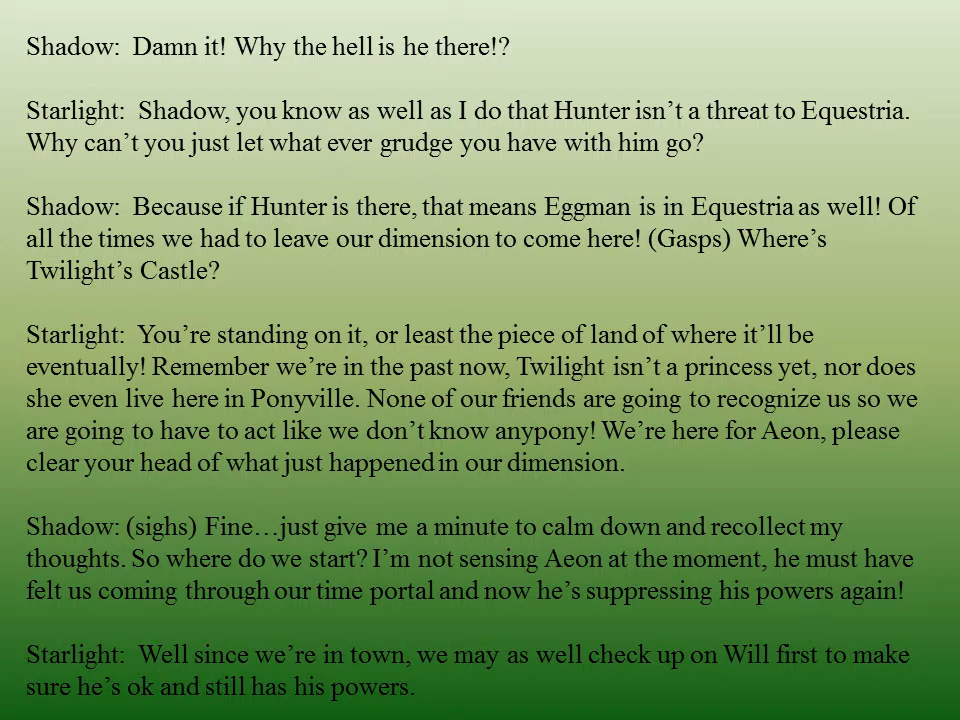 Shadow:  Damn it! Why the hell is he there!?
Starlight:  Shadow, you know as well as I do that Hunter isn’t a threat to Equestria.
Why can’t you just let what ever grudge you have with him go?
Shadow:  Because if Hunter is there, that means Eggman is in Equestria as well! Of
all the times we had to leave our dimension to come here! (Gasps) Where’s
Twilight’s Castle?
Starlight:  You’re standing on it, or least the piece of land of where it’ll be
eventually! Remember we’re in the past now, Twilight isn’t a princess yet, nor does
she even live here in Ponyville. None of our friends are going to recognize us so we
are going to have to act like we don’t know anypony! We’re here for Aeon, please
clear your head of what just happened in our dimension.
Shadow: (sighs) Fine…just give me a minute to calm down and recollect my
thoughts. So where do we start? I’m not sensing Aeon at the moment, he must have
felt us coming through our time portal and now he’s suppressing his powers again!
Starlight:  Well since we’re in town, we may as well check up on Will first to make
sure he’s ok and still has his powers.